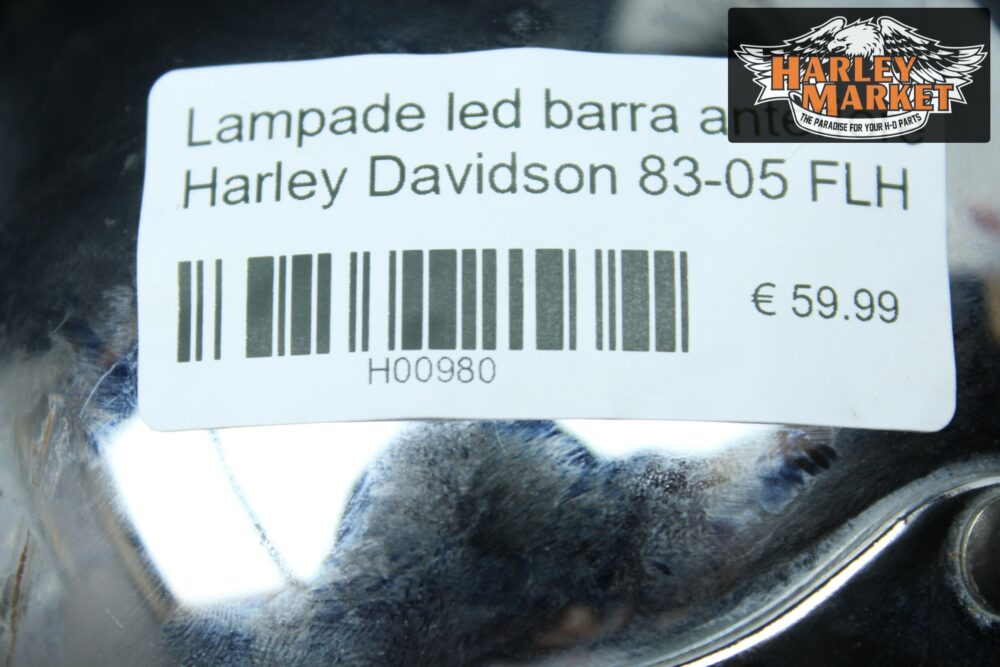 HARLEY
MARKET
THE PARADISE FOR YOUR H-D PARTS
Lampade led barra
Harley Davidson 83-05 FLH
€ 59.99
H00980